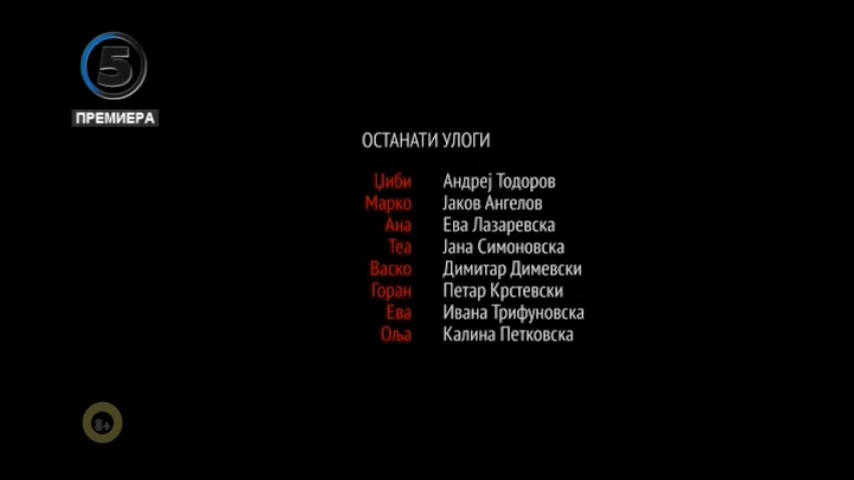 5
ПРЕМИЕРА
ОСТАНАТИ УЛОГИ
Џиби Андреј Тодоров
Марко Јаков Ангелов
Ана Ева Лазаревска
Теа Јана Симоновска
Васко Димитар Димевски
Горан Петар Крстевски
Ева Ивана Трифуновска
Оља Калина Петковска
8+